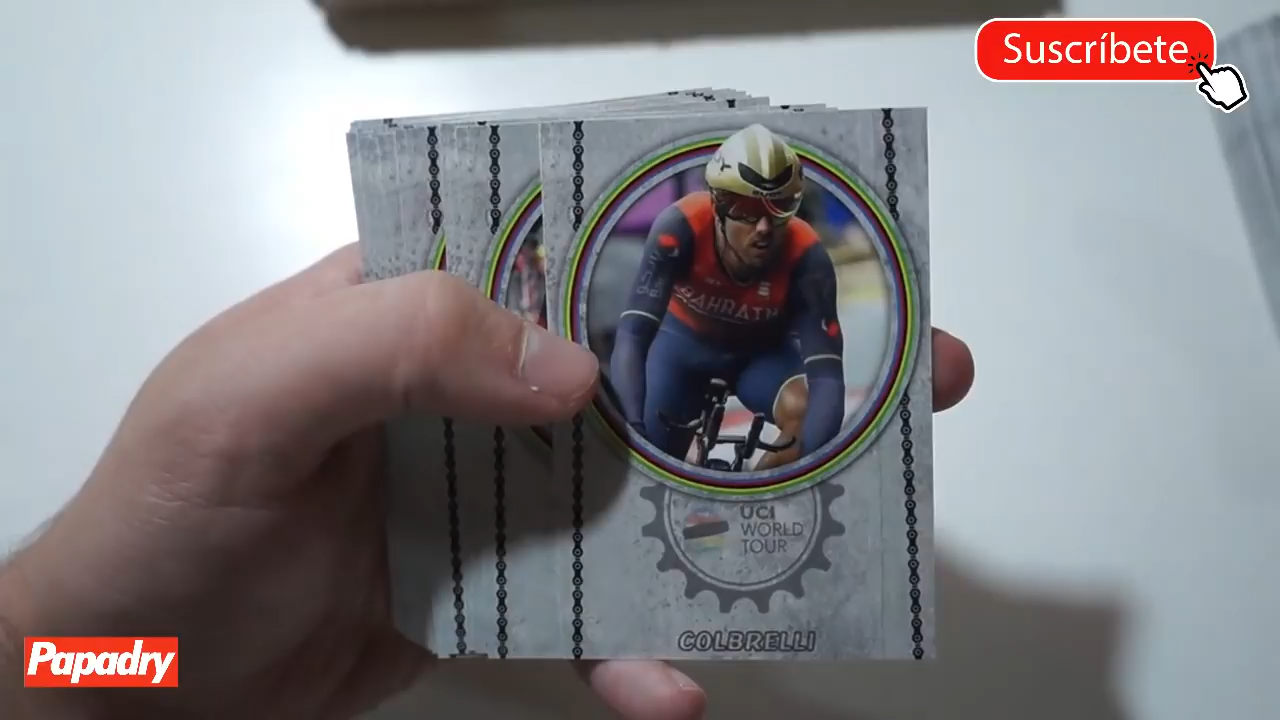 Suscríbete
BAHRAIN
UCI
WORLD
TOUR
COLBRELLI
Papadry